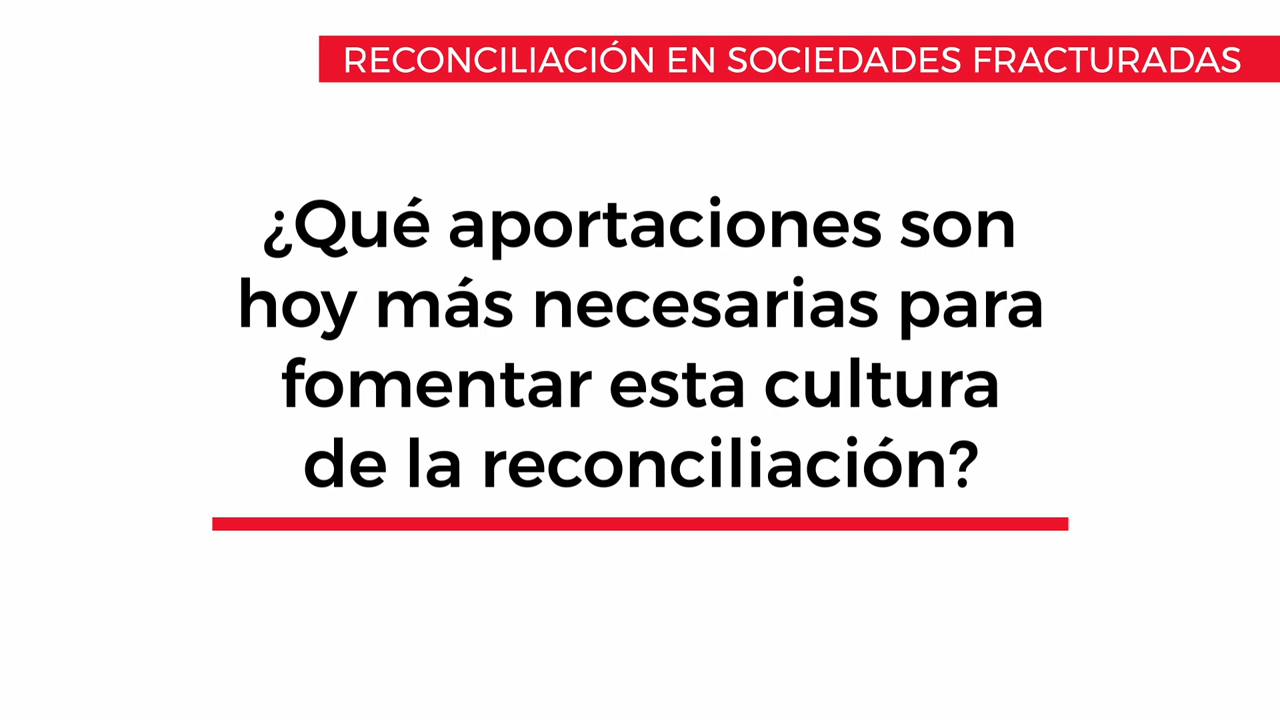 RECONCILIACIÓN EN SOCIEDADES FRACTURADAS
¿Qué aportaciones son
hoy más necesarias para
fomentar esta cultura
de la reconciliación?